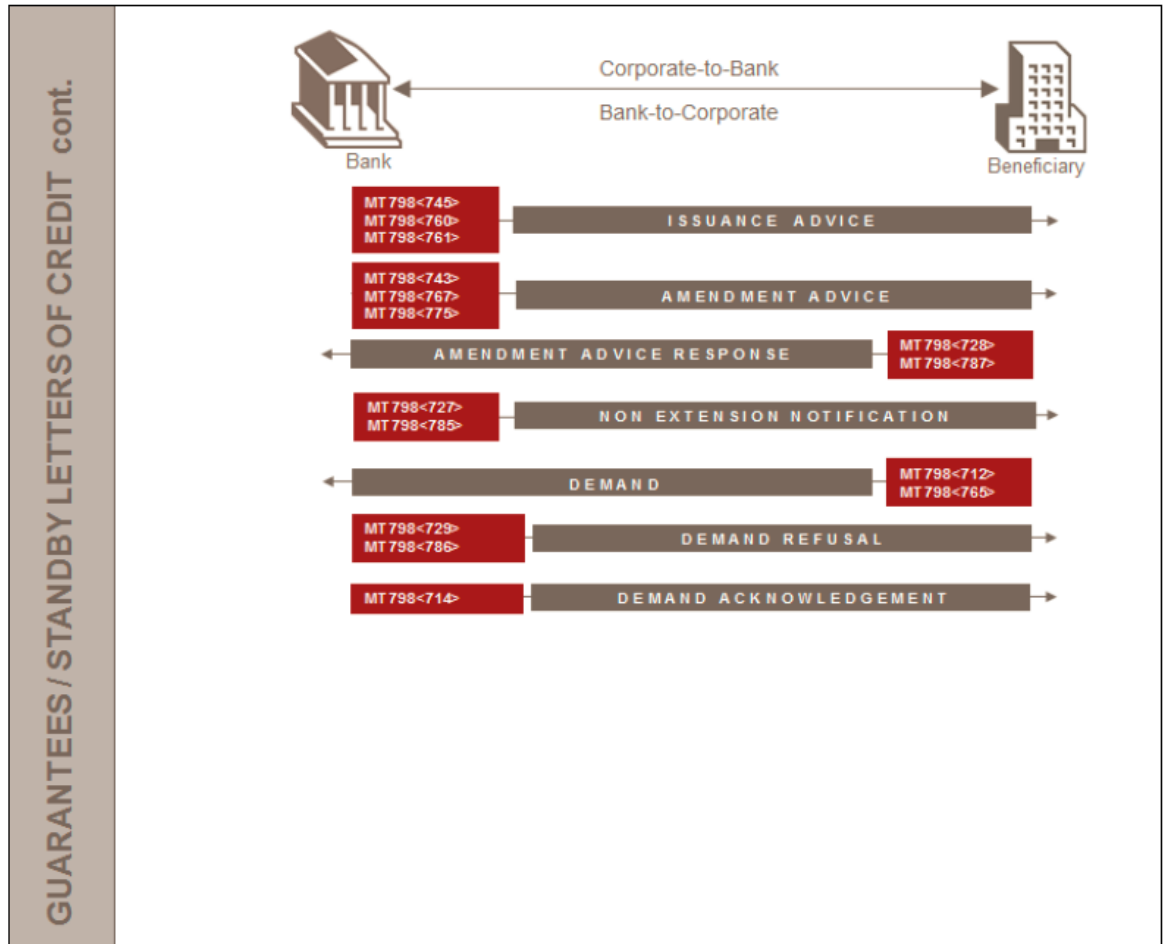 GUARANTEES / STANDBY LETTERS OF CREDIT cont.
Corporate-to-Bank
Bank-to-Corporate
Bank
Beneficiary
MT798<745>
MT798<760>
MT798<761>
ISSUANCE ADVICE
MT798<743>
MT798<767>
MT798<775>
AMENDMENT ADVICE
AMENDMENT ADVICE RESPONSE
MT798<728>
MT798<787>
MT798<727>
MT798<785>
NON EXTENSION NOTIFICATION
DEMAND
MT798<712>
MT798<765>
MT798<729>
MT798<786>
DEMAND REFUSAL
MT798<714>
DEMAND ACKNOWLEDGEMENT